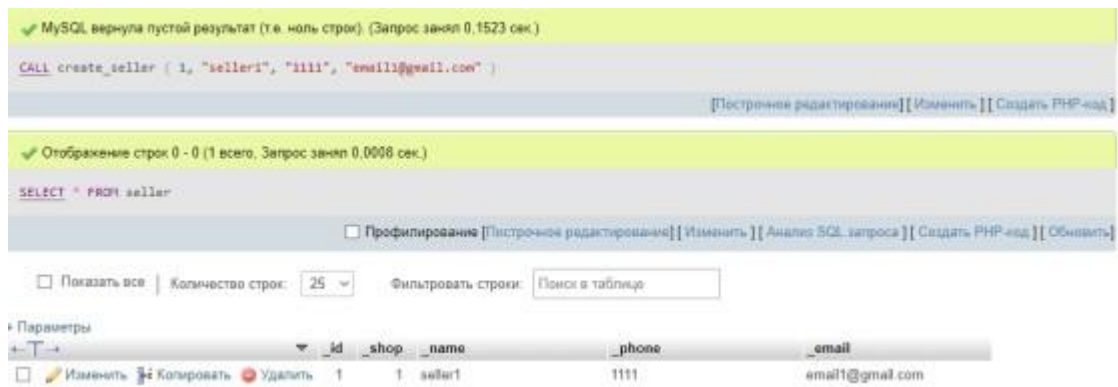 MySQL вернула пустой результат (т.е. ноль строк). (Запрос занял 0,1523 сек.)
CALL create_seller ( 1, "seller1", "1111", "email1@gmail.com" )
[Построчное редактирование] [ Изменить ] [ Создать PHP-код ]
Отображение строк 0 - 0 (1 всего, Запрос занял 0,0008 сек.)
SELECT * FROM seller
Профилирование [Построчное редактирование] [ Изменить ] [ Анализ SQL запроса ] [ Создать PHP-код ] [ Обновить]
Показать все | Количество строк: 25 Фильтровать строки: Поиск в таблице
+ Параметры
←T→ _id _shop _name _phone _email
Изменить Копировать Удалить 1 1 seller1 1111 email1@gmail.com